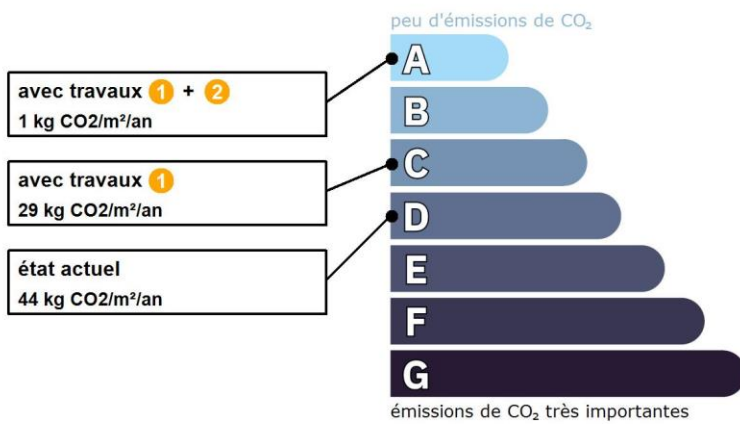 peu d'émissions de CO₂
A
avec travaux 1 + 2
1 kg CO2/m²/an
B
avec travaux 1
29 kg CO2/m²/an
C
D
état actuel
44 kg CO2/m²/an
E
F
G
émissions de CO₂ très importantes